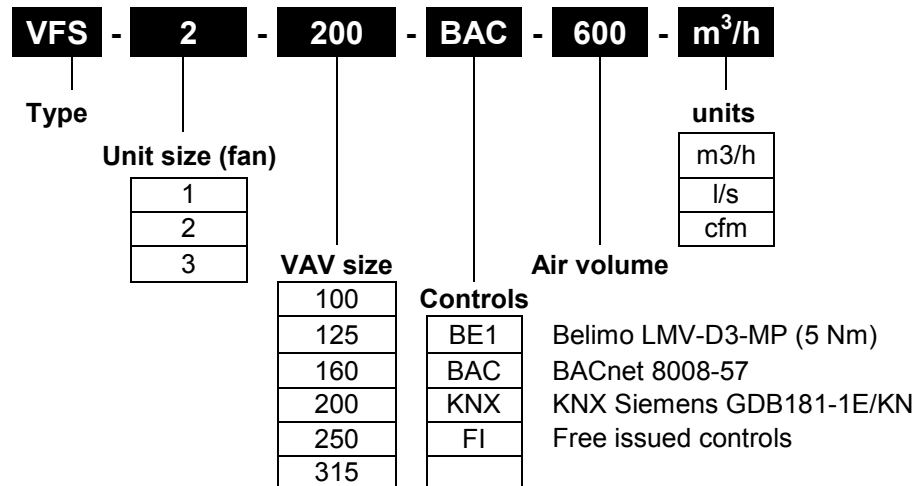 VFS - 2 - 200 - BAC - 600 - m³/h
Type
units
Unit size (fan)
m3/h
1
l/s
2
cfm
3
VAV size
Air volume
100
Controls
125
BE1
Belimo LMV-D3-MP (5 Nm)
160
BAC
BACnet 8008-57
200
KNX
KNX Siemens GDB181-1E/KN
250
FI
Free issued controls
315